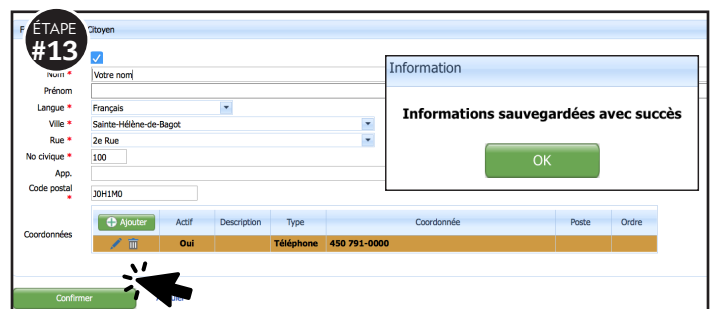 ÉTAPE
#13
Citoyen
Nom *
Votre nom
Prénom
Langue *
Français
Ville *
Sainte-Hélène-de-Bagot
Rue *
2e Rue
No civique *
100
App.
Code postal
*
J0H1M0
Coordonnées
Ajouter Actif Description Type Coordonnée Poste Ordre
Oui Téléphone 450 791-0000
Confirmer
Information
Informations sauvegardées avec succès
OK